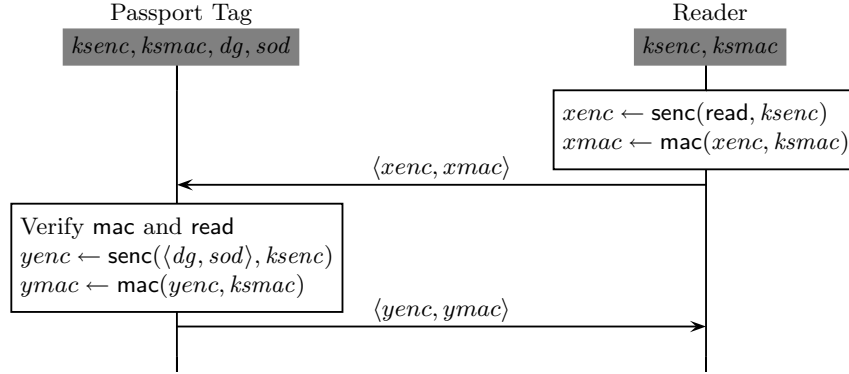 Passport Tag
Reader
ksenc, ksmac, dg, sod
ksenc, ksmac
xenc ← senc(read, ksenc)
xmac ← mac(xenc, ksmac)
⟨xenc, xmac⟩
Verify mac and read
yenc ← senc(⟨dg, sod⟩, ksenc)
ymac ← mac(yenc, ksmac)
⟨yenc, ymac⟩